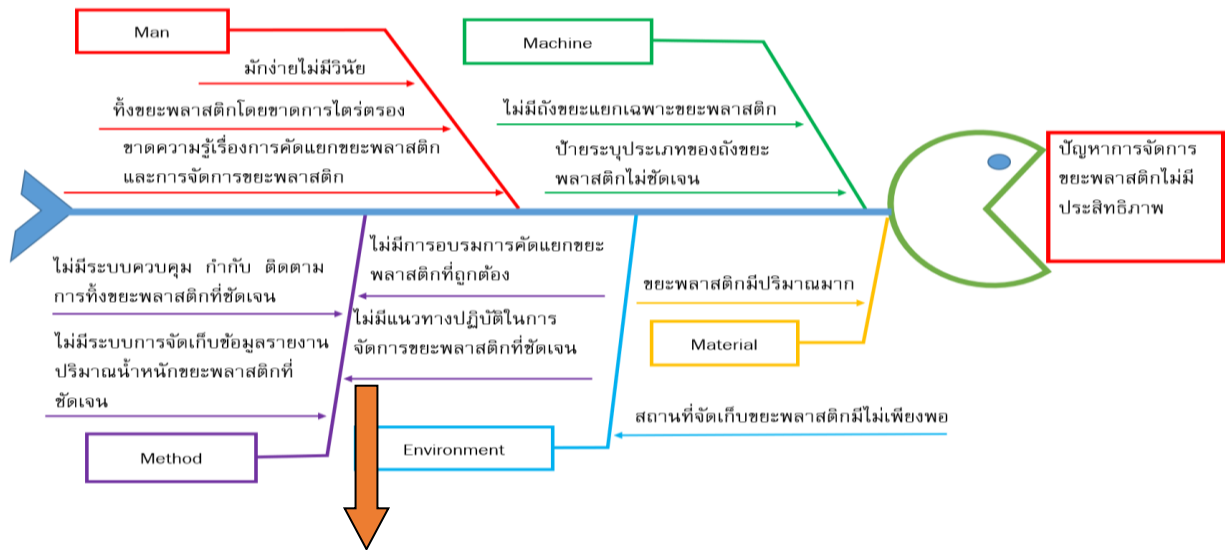 Man
มักง่ายไม่มีวินัย
ทิ้งขยะพลาสติกโดยขาดการไตร่ตรอง
ขาดความรู้เรื่องการคัดแยกขยะพลาสติก
และการจัดการขยะพลาสติก
Machine
ไม่มีถังขยะแยกเฉพาะขยะพลาสติก
ป้ายระบุประเภทของถังขยะ
พลาสติกไม่ชัดเจน
ปัญหาการจัดการ
ขยะพลาสติกไม่มี
ประสิทธิภาพ
ไม่มีระบบควบคุม กำกับ ติดตาม
การทิ้งขยะพลาสติกที่ชัดเจน
ไม่มีระบบการจัดเก็บข้อมูลรายงาน
ปริมาณน้ำหนักขยะพลาสติกที่
ชัดเจน
ไม่มีการอบรมการคัดแยกขยะ
พลาสติกที่ถูกต้อง
ไม่มีแนวทางปฏิบัติในการ
จัดการขยะพลาสติกที่ชัดเจน
Method
Environment
สถานที่จัดเก็บขยะพลาสติกมีไม่เพียงพอ
ขยะพลาสติกมีปริมาณมาก
Material